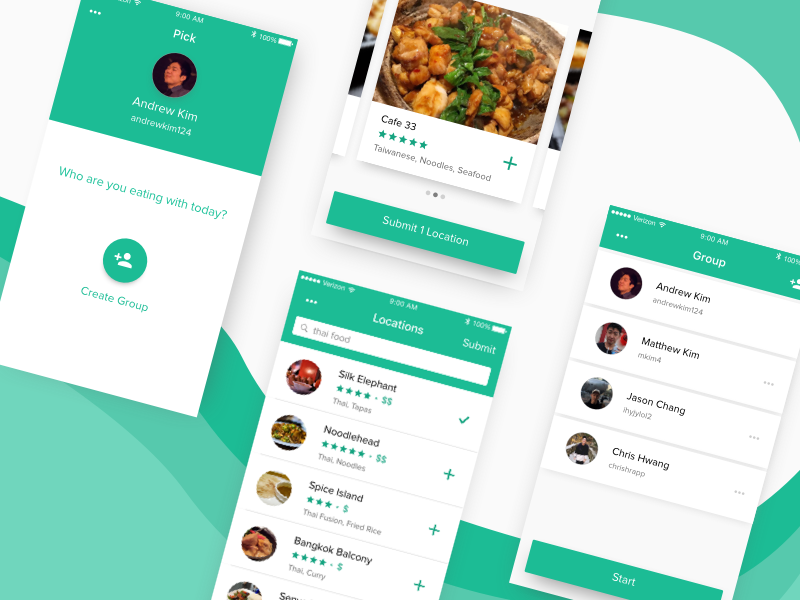 9:00 AM
100%
Pick
Andrew Kim
andrewkim124
Who are you eating with today?
Create Group
Cafe 33
Taiwanese, Noodles, Seafood
Submit 1 Location
Verizon
9:00 AM
100%
Locations
Submit
thai food
Silk Elephant
$$
Thai, Tapas
Noodlehead
$$
Thai, Noodles
Spice Island
$
Thai Fusion, Fried Rice
Bangkok Balcony
$
Thai, Curry
Verizon
9:00 AM
100%
Group
Andrew Kim
andrewkim124
Matthew Kim
mkim4
Jason Chang
ihyjylol2
Chris Hwang
chrishrapp
Start